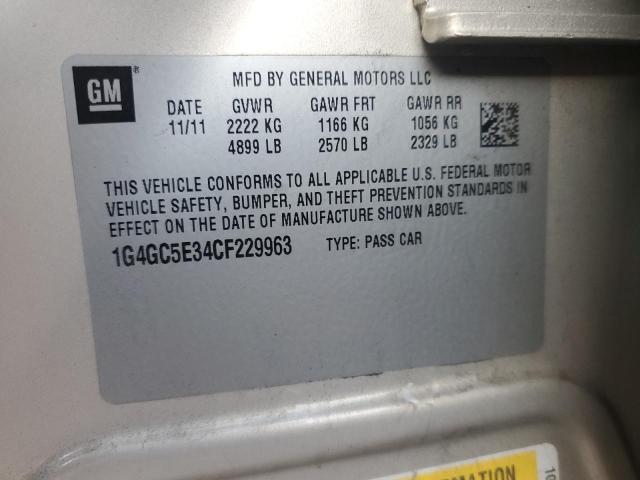 GM
MFD BY GENERAL MOTORS LLC
DATE GVWR GAWR FRT GAWR RR
11/11 2222 KG 1166 KG 1056 KG
4899 LB 2570 LB 2329 LB
THIS VEHICLE CONFORMS TO ALL APPLICABLE U.S. FEDERAL MOTOR
VEHICLE SAFETY, BUMPER, AND THEFT PREVENTION STANDARDS IN
EFFECT ON THE DATE OF MANUFACTURE SHOWN ABOVE.
1G4GC5E34CF229963 TYPE: PASS CAR